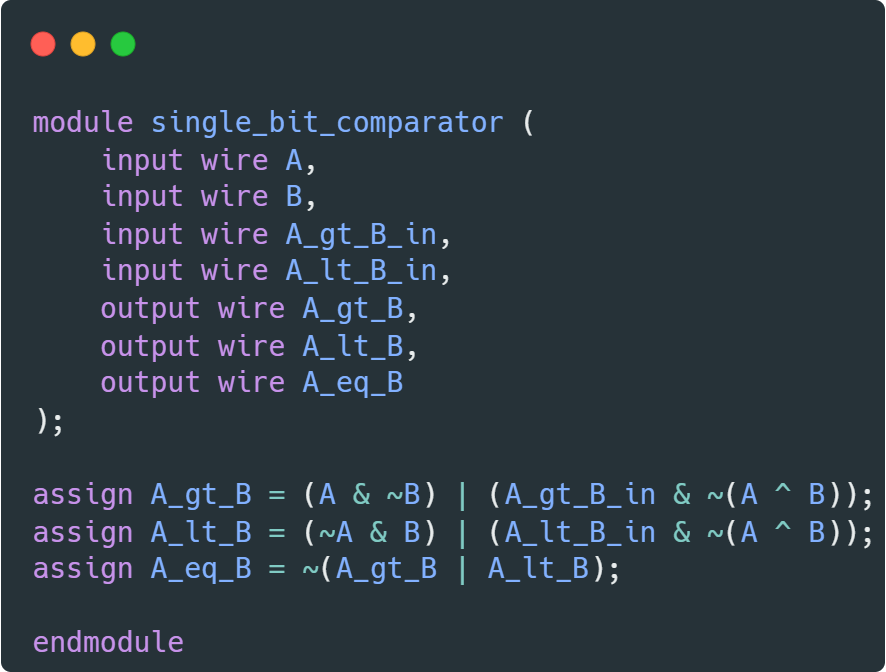 module single_bit_comparator (
    input wire A,
    input wire B,
    input wire A_gt_B_in,
    input wire A_lt_B_in,
    output wire A_gt_B,
    output wire A_lt_B,
    output wire A_eq_B
);

assign A_gt_B = (A & ~B) | (A_gt_B_in & ~(A ^ B));
assign A_lt_B = (~A & B) | (A_lt_B_in & ~(A ^ B));
assign A_eq_B = ~(A_gt_B | A_lt_B);

endmodule